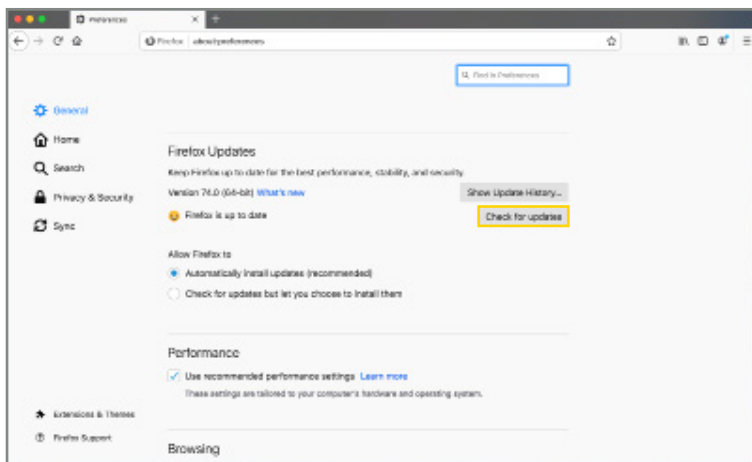 Preferences
Firefox about:preferences
Find in Preferences
General
Home
Search
Privacy & Security
Sync
Firefox Updates
Keep Firefox up to date for the best performance, stability, and security.
Version 74.0 (64-bit) What's new
Show Update History...
Firefox is up to date
Check for updates
Allow Firefox to
Automatically install updates (recommended)
Check for updates but let you choose to install them
Performance
Use recommended performance settings Learn more
These settings are tailored to your computer's hardware and operating system.
Extensions & Themes
Firefox Support
Browsing